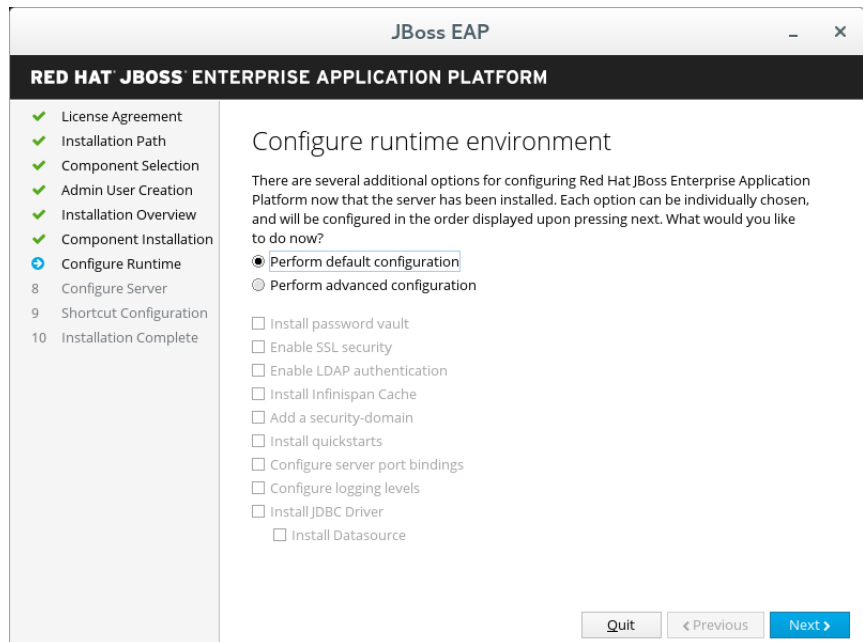 JBoss EAP
RED HAT JBOSS ENTERPRISE APPLICATION PLATFORM
License Agreement
Installation Path
Component Selection
Admin User Creation
Installation Overview
Component Installation
Configure Runtime
8 Configure Server
9 Shortcut Configuration
10 Installation Complete
Configure runtime environment
There are several additional options for configuring Red Hat JBoss Enterprise Application
Platform now that the server has been installed. Each option can be individually chosen,
and will be configured in the order displayed upon pressing next. What would you like
to do now?
Perform default configuration
Perform advanced configuration
Install password vault
Enable SSL security
Enable LDAP authentication
Install Infinispan Cache
Add a security-domain
Install quickstarts
Configure server port bindings
Configure logging levels
Install JDBC Driver
Install Datasource
Quit
Previous
Next